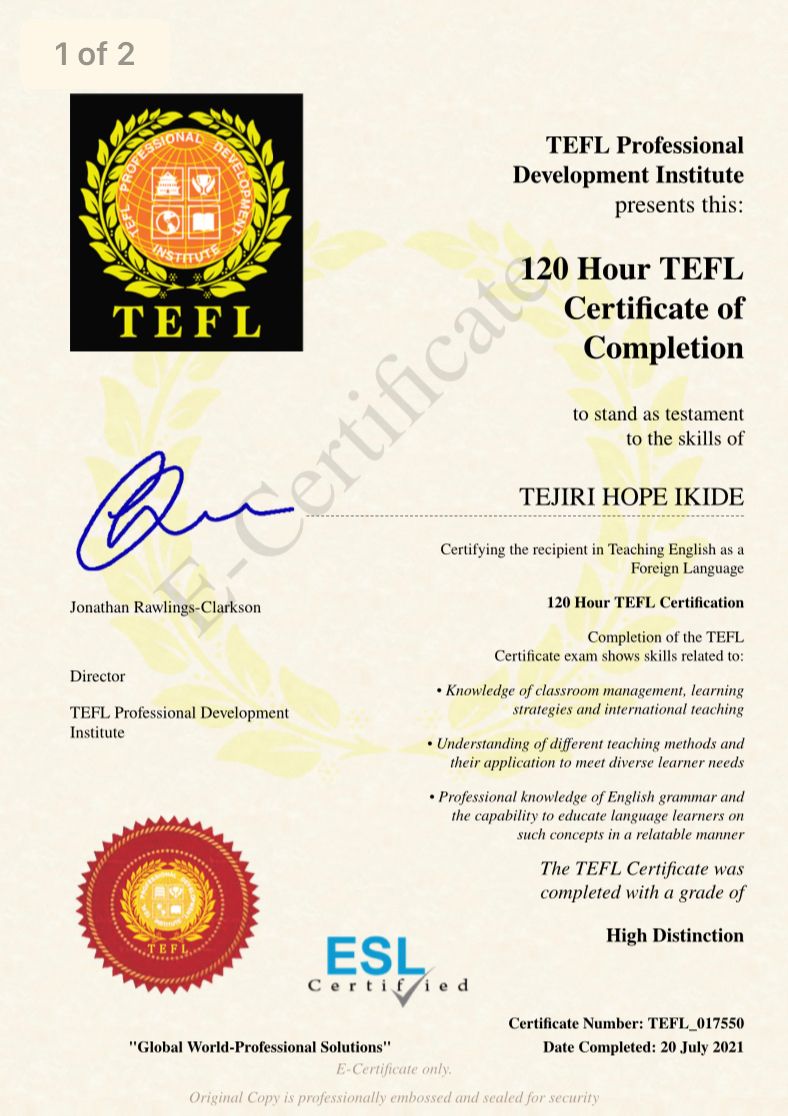 1 of 2
TEFL PROFESSIONAL DEVELOPMENT
INSTITUTE
TEFL
TEFL Professional
Development Institute
presents this:
120 Hour TEFL
Certificate of
Completion
to stand as testament
to the skills of
TEJIRI HOPE IKIDE
E-Certificate
Certifying the recipient in Teaching English as a
Foreign Language
120 Hour TEFL Certification
Completion of the TEFL
Certificate exam shows skills related to:
• Knowledge of classroom management, learning
strategies and international teaching
• Understanding of different teaching methods and
their application to meet diverse learner needs
• Professional knowledge of English grammar and
the capability to educate language learners on
such concepts in a relatable manner
The TEFL Certificate was
completed with a grade of
High Distinction
Jonathan Rawlings-Clarkson
Director
TEFL Professional Development
Institute
TEFL PROFESSIONAL DEVELOPMENT
INSTITUTE
TEFL
ESL
Certified
Certificate Number: TEFL_017550
"Global World-Professional Solutions"
Date Completed: 20 July 2021
E-Certificate only.
Original Copy is professionally embossed and sealed for security